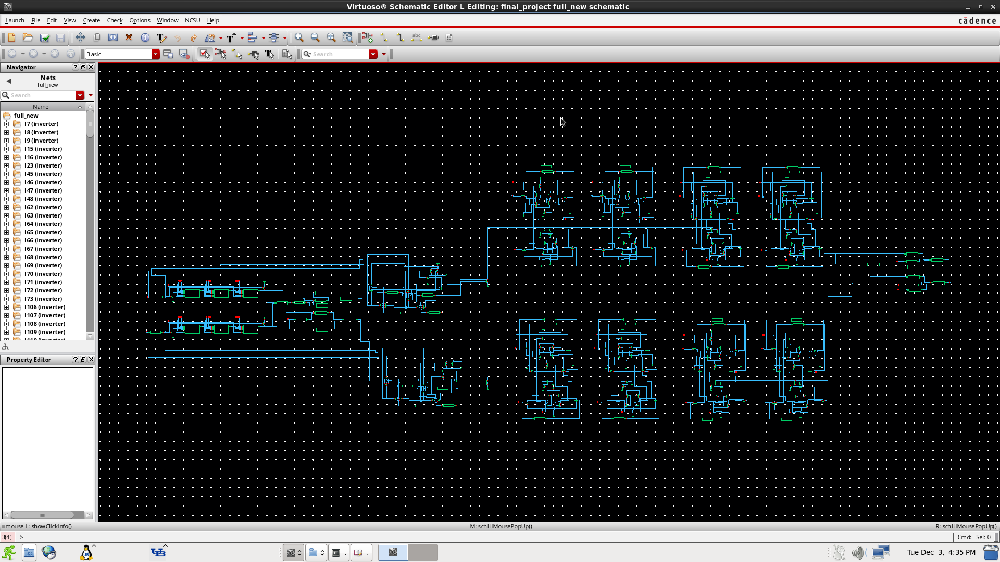 Virtuoso® Schematic Editor L Editing: final_project full_new schematic
Launch File Edit View Create Check Options Window NCSU Help
cādence
abc
Basic
Search
Navigator
Nets
full_new
Search
Name
full_new
I7 (inverter)
I8 (inverter)
I9 (inverter)
I15 (inverter)
I16 (inverter)
I23 (inverter)
I45 (inverter)
I46 (inverter)
I47 (inverter)
I48 (inverter)
I62 (inverter)
I63 (inverter)
I64 (inverter)
I65 (inverter)
I66 (inverter)
I67 (inverter)
I68 (inverter)
I69 (inverter)
I70 (inverter)
I71 (inverter)
I72 (inverter)
I73 (inverter)
I106 (inverter)
I107 (inverter)
I108 (inverter)
I109 (inverter)
I110 (inverter)
Property Editor
mouse L: showClickInfo()
M: schHiMousePopUp()
R: schHiMousePopUp()
3(4) >
Cmd: Sel: 0
UB
Tue Dec 3, 4:35 PM